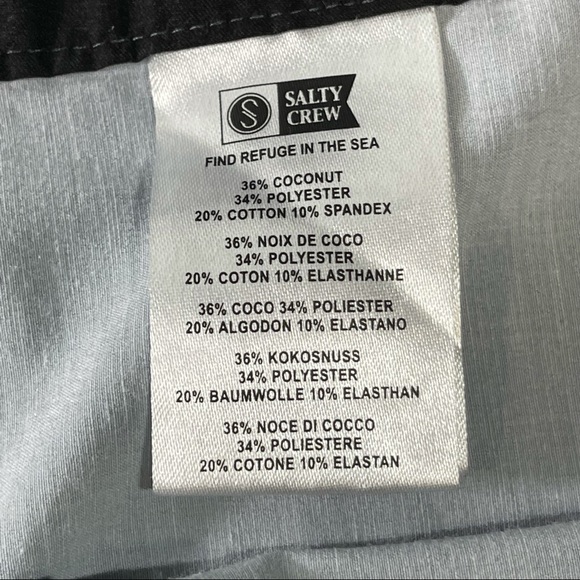 SALTY
CREW
FIND REFUGE IN THE SEA
36% COCONUT
34% POLYESTER
20% COTTON 10% SPANDEX
36% NOIX DE COCO
34% POLYESTER
20% COTON 10% ELASTHANNE
36% COCO 34% POLIESTER
20% ALGODON 10% ELASTANO
36% KOKOSNUSS
34% POLYESTER
20% BAUMWOLLE 10% ELASTHAN
36% NOCE DI COCCO
34% POLIESTERE
20% COTONE 10% ELASTAN